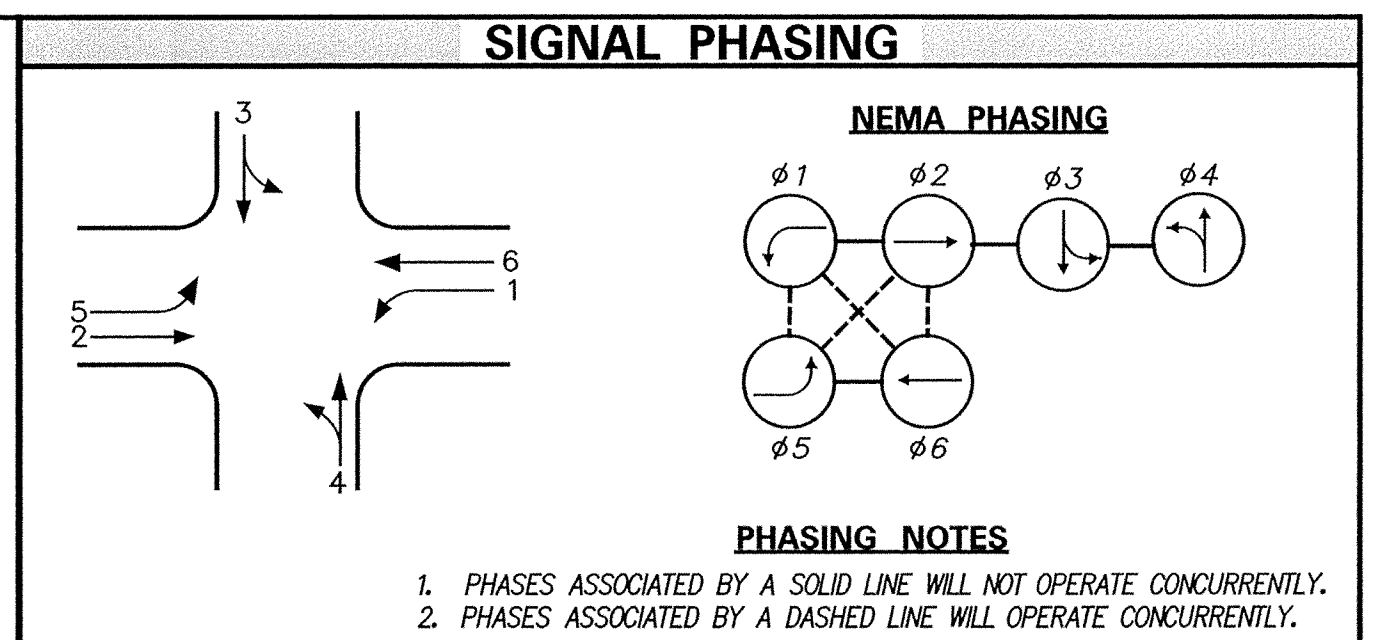 SIGNAL PHASING
3
6
1
5
2
4
NEMA PHASING
ø1 ø2 ø3 ø4
ø5 ø6
PHASING NOTES
1. PHASES ASSOCIATED BY A SOLID LINE WILL NOT OPERATE CONCURRENTLY.
2. PHASES ASSOCIATED BY A DASHED LINE WILL OPERATE CONCURRENTLY.